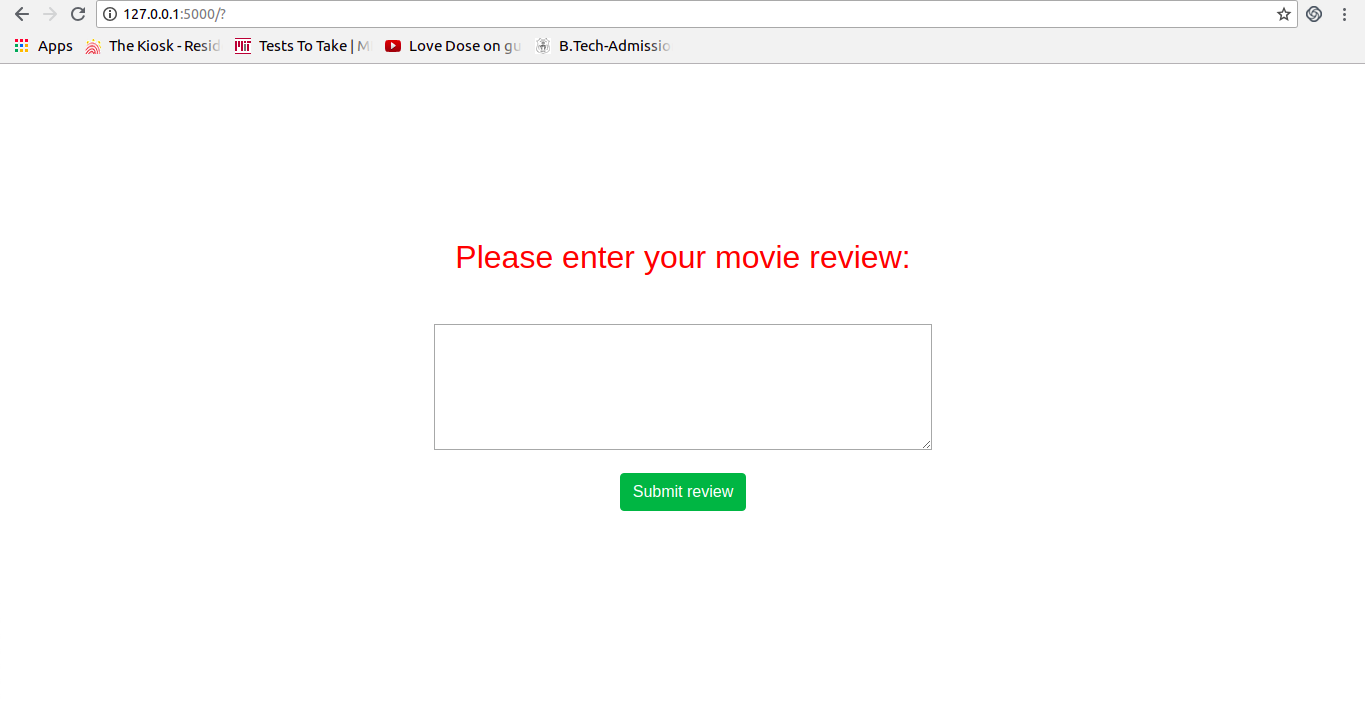 127.0.0.1:5000/?
Apps The Kiosk - Resid Tests To Take | M Love Dose on gu B.Tech-Admissio
Please enter your movie review:
Submit review